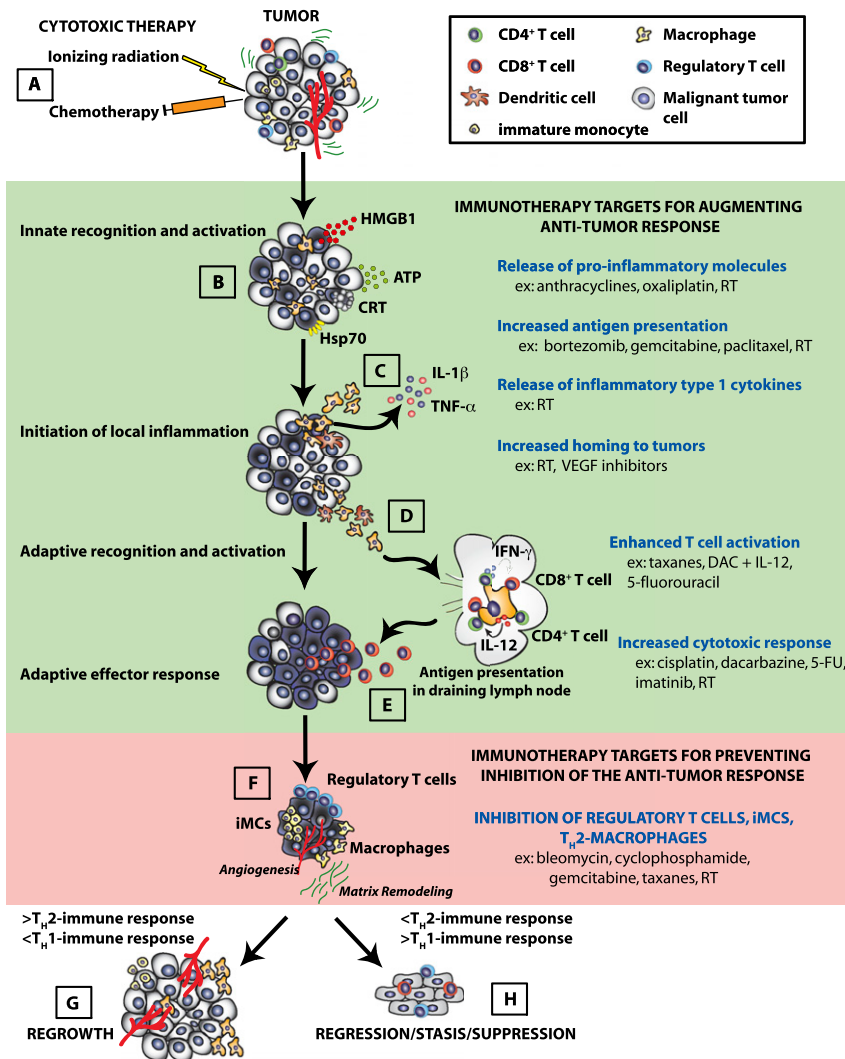 CYTOTOXIC THERAPY
TUMOR
Ionizing radiation
A
Chemotherapy
CD4+ T cell
CD8+ T cell
Dendritic cell
immature monocyte
Macrophage
Regulatory T cell
Malignant tumor
cell
Innate recognition and activation
HMGB1
B
ATP
CRT
Hsp70
IMMUNOTHERAPY TARGETS FOR AUGMENTING
ANTI-TUMOR RESPONSE
Release of pro-inflammatory molecules
ex: anthracyclines, oxaliplatin, RT
Increased antigen presentation
ex: bortezomib, gemcitabine, paclitaxel, RT
C
IL-1β
TNF-α
Release of inflammatory type 1 cytokines
ex: RT
Initiation of local inflammation
Increased homing to tumors
ex: RT, VEGF inhibitors
D
Adaptive recognition and activation
IFN-γ
CD8+ T cell
CD4+ T cell
IL-12
Enhanced T cell activation
ex: taxanes, DAC + IL-12,
5-fluorouracil
Increased cytotoxic response
ex: cisplatin, dacarbazine, 5-FU,
imatinib, RT
Adaptive effector response
Antigen presentation
in draining lymph node
E
F
Regulatory T cells
iMCs
Macrophages
Angiogenesis
Matrix Remodeling
IMMUNOTHERAPY TARGETS FOR PREVENTING
INHIBITION OF THE ANTI-TUMOR RESPONSE
INHIBITION OF REGULATORY T CELLS, iMCS,
TH2-MACROPHAGES
ex: bleomycin, cyclophosphamide,
gemcitabine, taxanes, RT
>TH2-immune response
<TH1-immune response
<TH2-immune response
>TH1-immune response
G
REGROWTH
H
REGRESSION/STASIS/SUPPRESSION